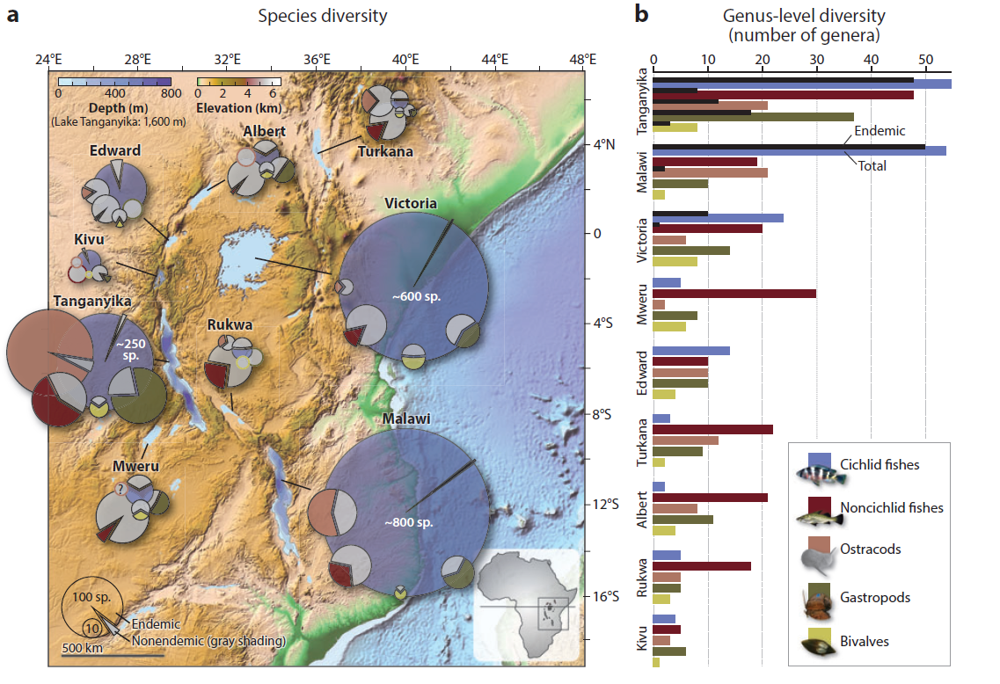 a
Species diversity
24°E 28°E 32°E 36°E 40°E 44°E 48°E
0 400 800
Depth (m)
(Lake Tanganyika: 1,600 m)
0 2 4 6
Elevation (km)
Albert
Turkana
Edward
Victoria
Kivu
~600 sp.
Tanganyika
~250
sp.
Rukwa
Malawi
~800 sp.
Mweru
?
100 sp.
10
Endemic
Nonendemic (gray shading)
500 km
4°N
0
4°S
8°S
12°S
16°S
b
Genus-level diversity
(number of genera)
0 10 20 30 40 50
Tanganyika
Endemic
Total
Malawi
Victoria
Mweru
Edward
Turkana
Albert
Rukwa
Kivu
Cichlid fishes
Noncichlid fishes
Ostracods
Gastropods
Bivalves